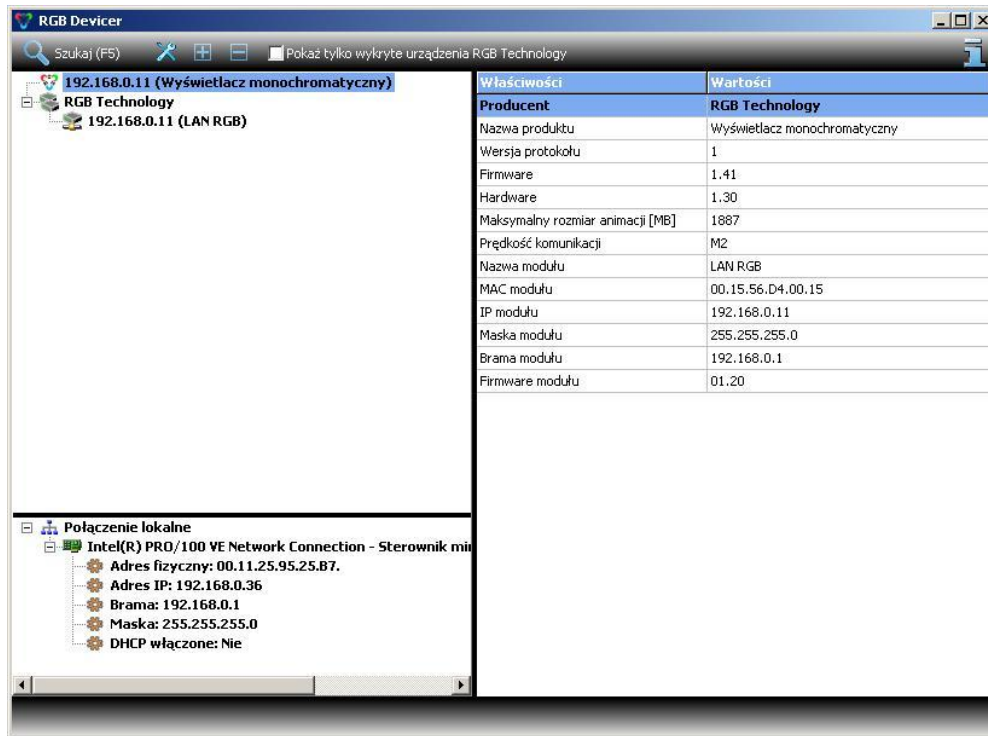 RGB Devicer
Szukaj (F5)
Pokaż tylko wykryte urządzenia RGB Technology
192.168.0.11 (Wyświetlacz monochromatyczny)
RGB Technology
192.168.0.11 (LAN RGB)
Właściwości Wartości
Producent RGB Technology
Nazwa produktu Wyświetlacz monochromatyczny
Wersja protokołu 1
Firmware 1.41
Hardware 1.30
Maksymalny rozmiar animacji [MB] 1887
Prędkość komunikacji M2
Nazwa modułu LAN RGB
MAC modułu 00.15.56.D4.00.15
IP modułu 192.168.0.11
Maska modułu 255.255.255.0
Brama modułu 192.168.0.1
Firmware modułu 01.20
Połączenie lokalne
Intel(R) PRO/100 VE Network Connection - Sterownik mi
Adres fizyczny: 00.11.25.95.25.B7.
Adres IP: 192.168.0.36
Brama: 192.168.0.1
Maska: 255.255.255.0
DHCP włączone: Nie